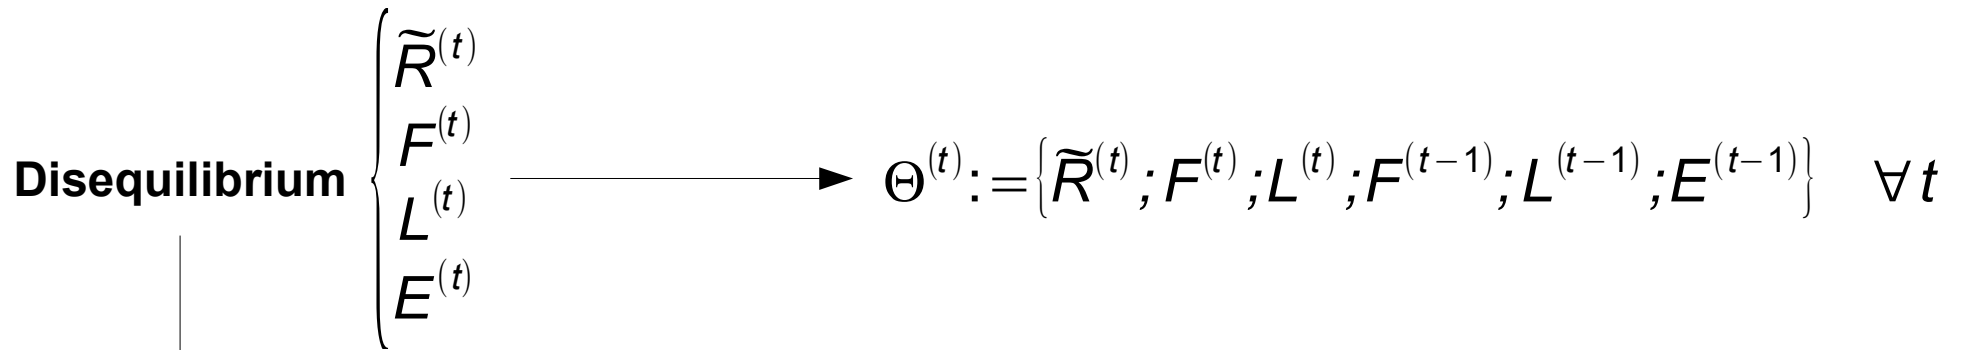 R̃^(t)
F^(t)
Disequilibrium { ⟶ Θ^(t) := {R̃^(t) ; F^(t) ; L^(t) ; F^(t−1) ; L^(t−1) ; E^(t−1)} ∀ t
L^(t)
E^(t)